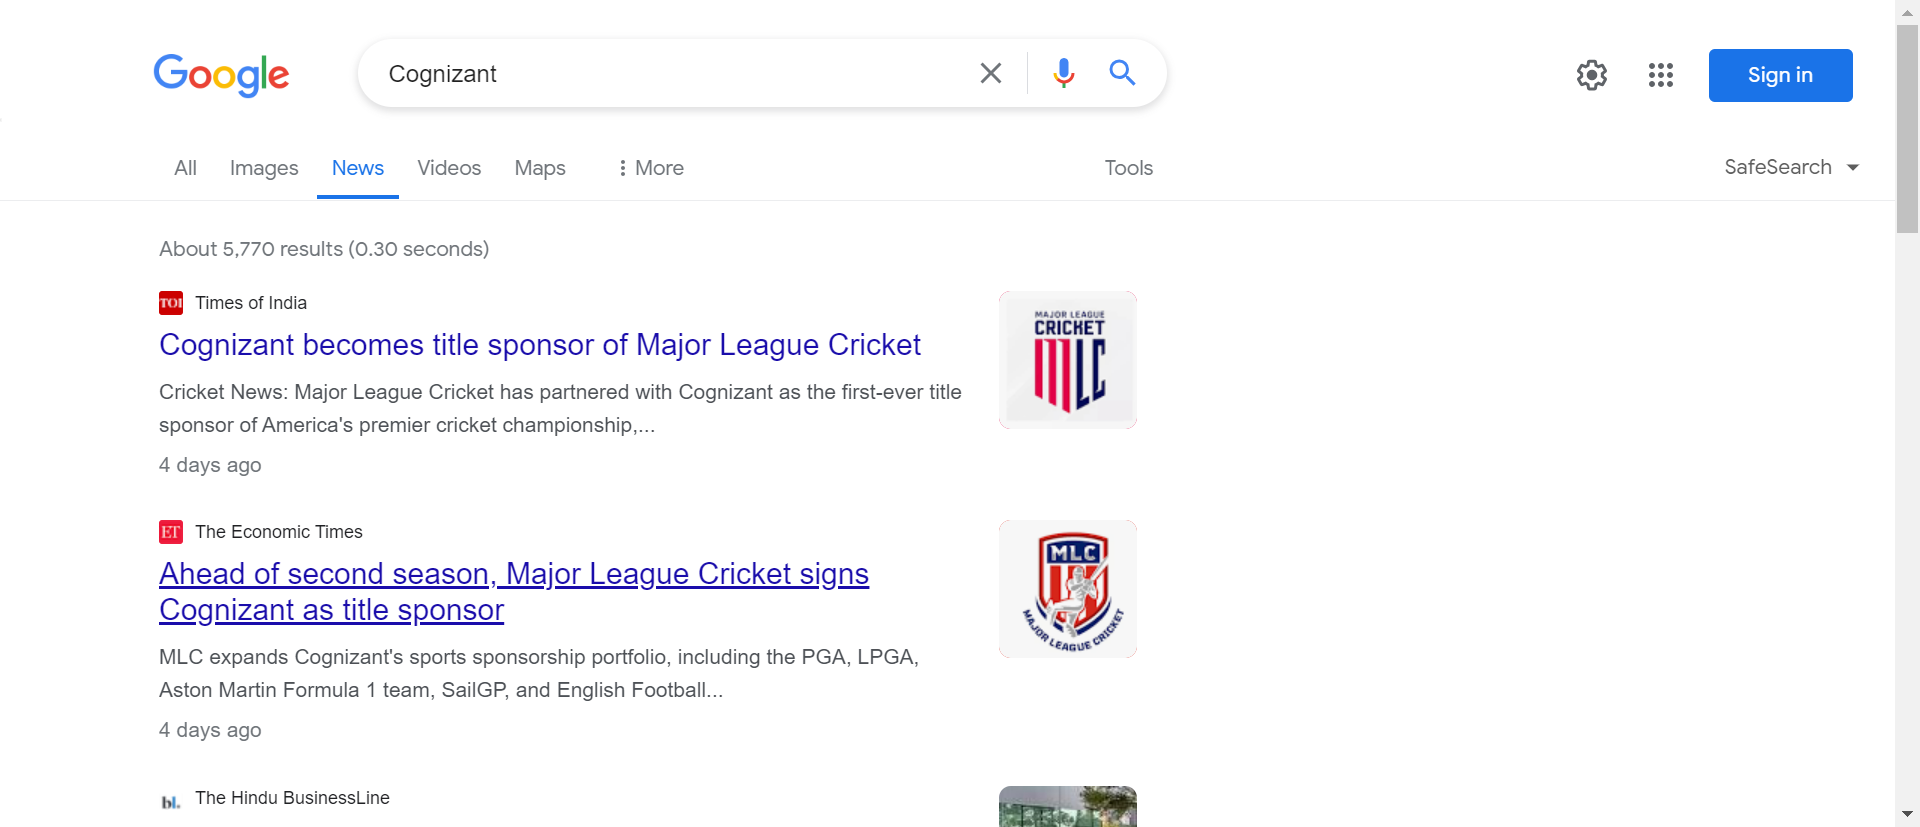 Google
Cognizant
Sign in
All
Images
News
Videos
Maps
More
Tools
SafeSearch
About 5,770 results (0.30 seconds)
TOI
Times of India
Cognizant becomes title sponsor of Major League Cricket
Cricket News: Major League Cricket has partnered with Cognizant as the first-ever title
sponsor of America's premier cricket championship,...
4 days ago
MAJOR LEAGUE
CRICKET
MLC
ET
The Economic Times
Ahead of second season, Major League Cricket signs
Cognizant as title sponsor
MLC expands Cognizant's sports sponsorship portfolio, including the PGA, LPGA,
Aston Martin Formula 1 team, SailGP, and English Football...
4 days ago
MLC
MAJOR LEAGUE CRICKET
bl.
The Hindu BusinessLine